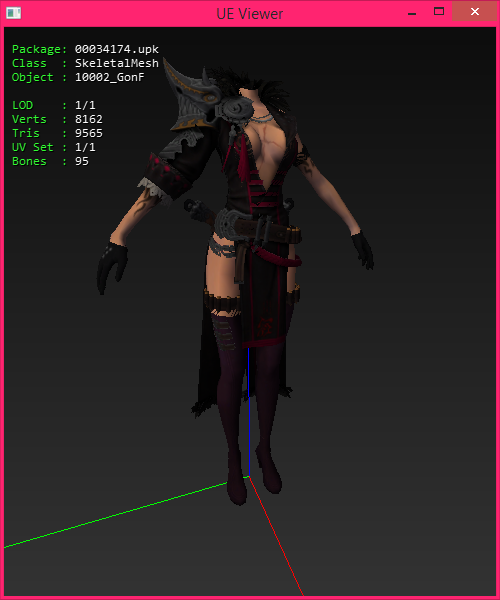 UE Viewer
Package: 00034174.upk
Class : SkeletalMesh
Object : 10002_GonF
LOD : 1/1
Verts : 8162
Tris : 9565
UV Set : 1/1
Bones : 95